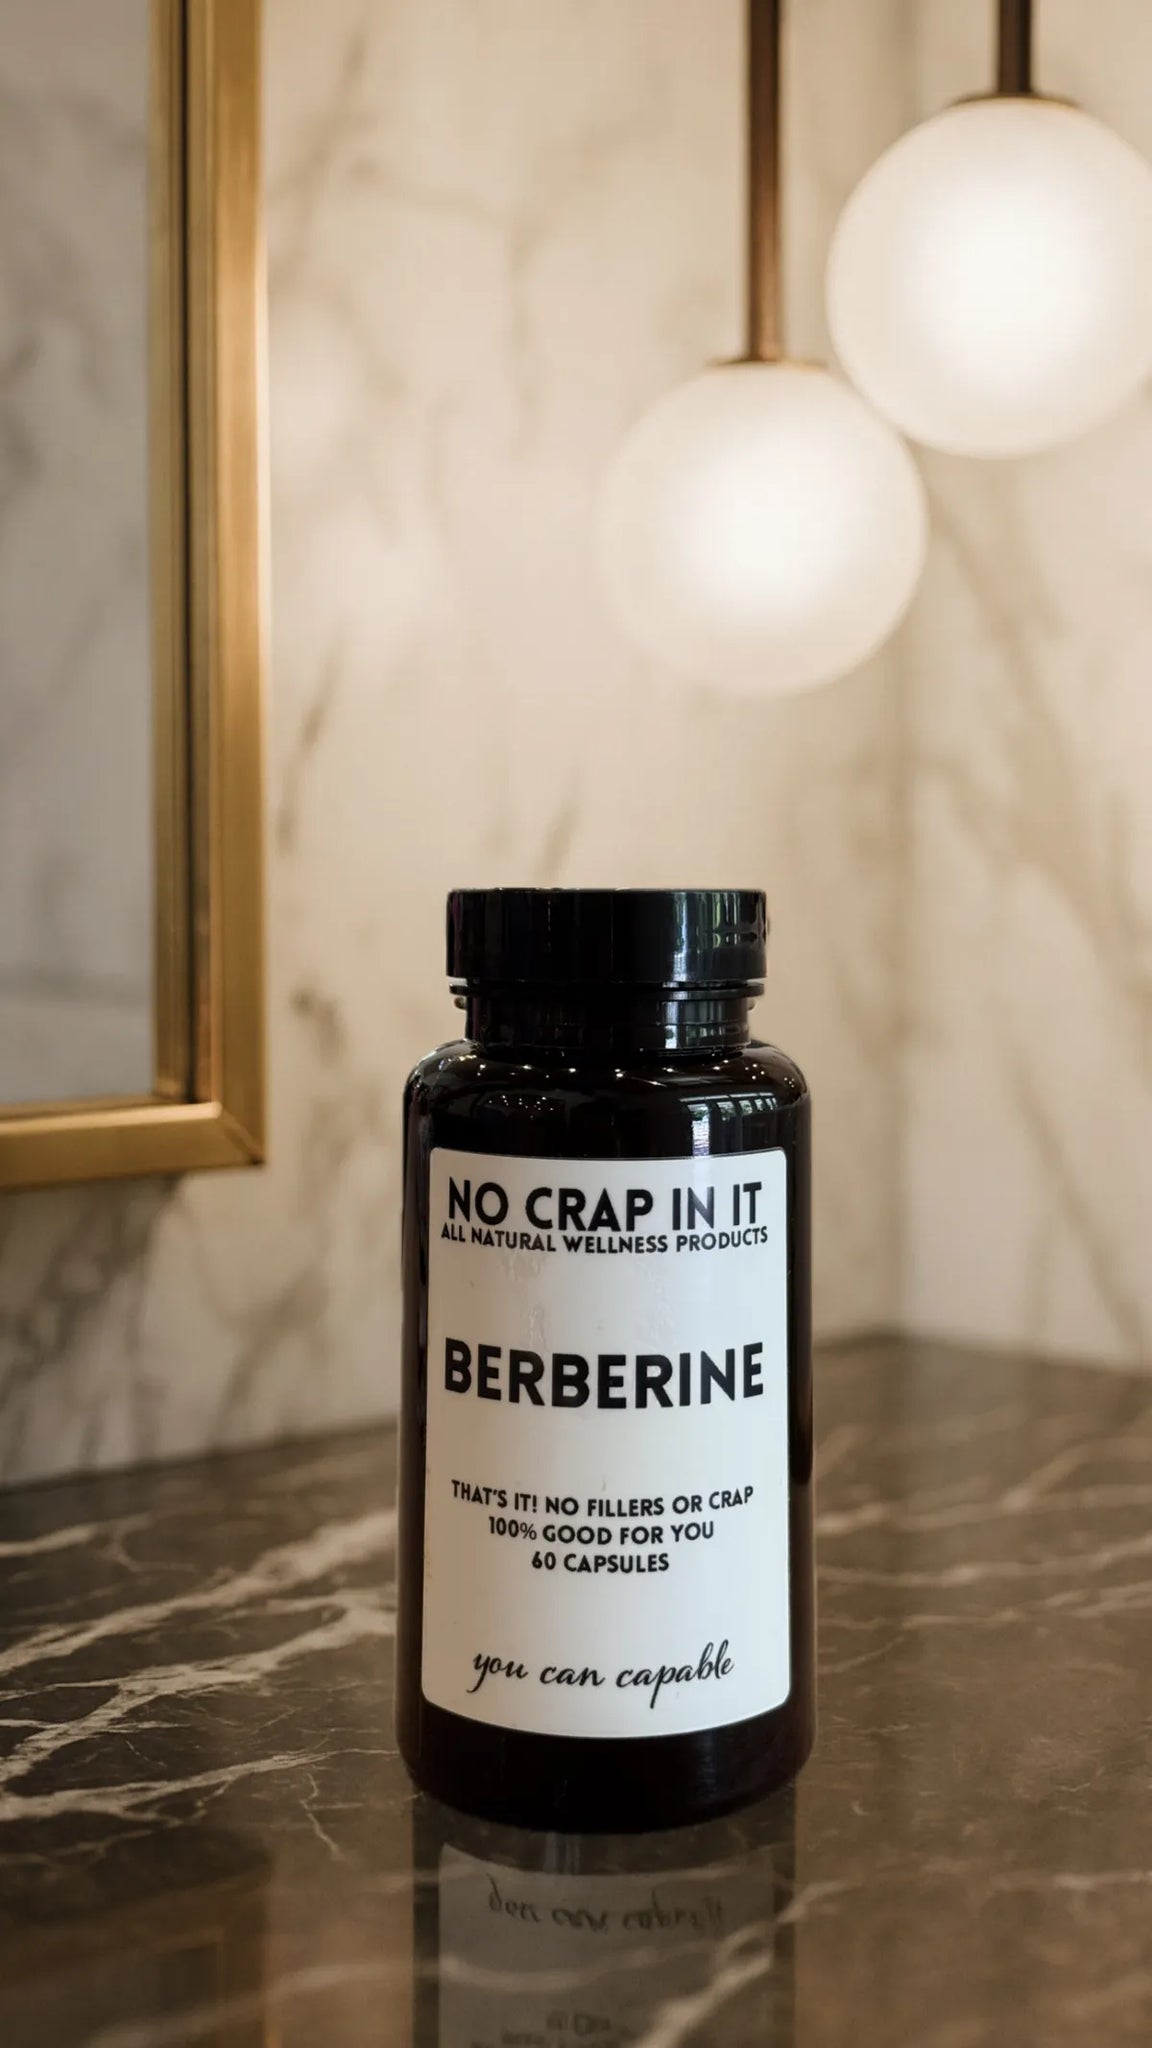 NO CRAP IN IT
ALL NATURAL WELLNESS PRODUCTS
BERBERINE
THAT'S IT! NO FILLERS OR CRAP
100% GOOD FOR YOU
60 CAPSULES
you can capable